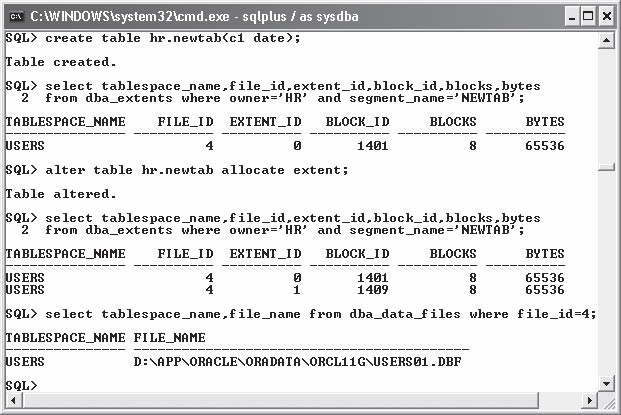 C:\WINDOWS\system32\cmd.exe - sqlplus / as sysdba
SQL> create table hr.newtab(c1 date);
Table created.
SQL> select tablespace_name,file_id,extent_id,block_id,blocks,bytes
  2  from dba_extents where owner='HR' and segment_name='NEWTAB';
TABLESPACE_NAME    FILE_ID  EXTENT_ID   BLOCK_ID     BLOCKS      BYTES
USERS                    4          0       1401          8      65536
SQL> alter table hr.newtab allocate extent;
Table altered.
SQL> select tablespace_name,file_id,extent_id,block_id,blocks,bytes
  2  from dba_extents where owner='HR' and segment_name='NEWTAB';
TABLESPACE_NAME    FILE_ID  EXTENT_ID   BLOCK_ID     BLOCKS      BYTES
USERS                    4          0       1401          8      65536
USERS                    4          1       1409          8      65536
SQL> select tablespace_name,file_name from dba_data_files where file_id=4;
TABLESPACE_NAME FILE_NAME
USERS           D:\APP\ORACLE\ORADATA\ORCL11G\USERS01.DBF
SQL>